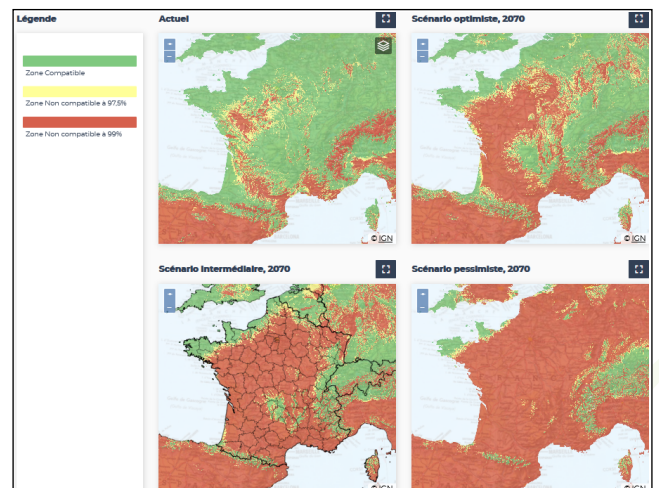 Légende
Zone Compatible
Zone Non compatible à 97,5%
Zone Non compatible à 99%
Actuel
+
−
© IGN
Scénario optimiste, 2070
+
−
© IGN
Scénario Intermédiaire, 2070
+
−
© IGN
Scénario pessimiste, 2070
+
−
© IGN